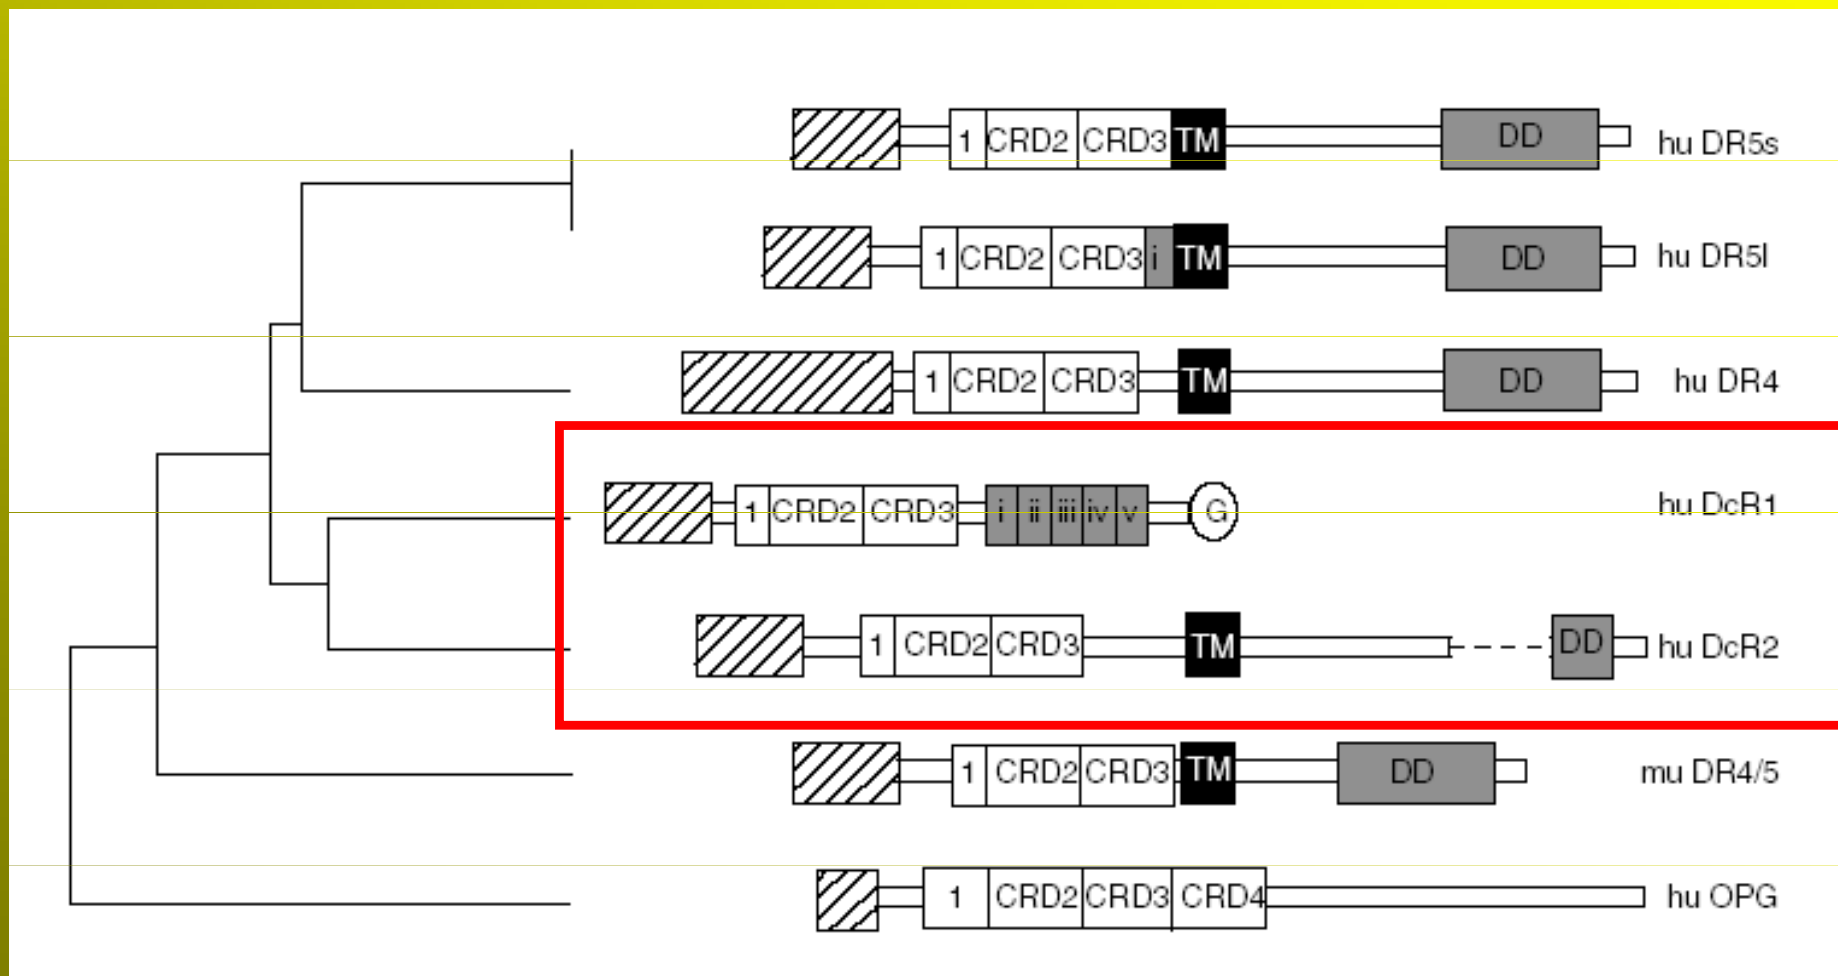 1 CRD2 CRD3 TM DD hu DR5s
1 CRD2 CRD3 i TM DD hu DR5l
1 CRD2 CRD3 TM DD hu DR4
1 CRD2 CRD3 i ii iii iv v G hu DcR1
1 CRD2 CRD3 TM DD hu DcR2
1 CRD2 CRD3 TM DD mu DR4/5
1 CRD2 CRD3 CRD4 hu OPG